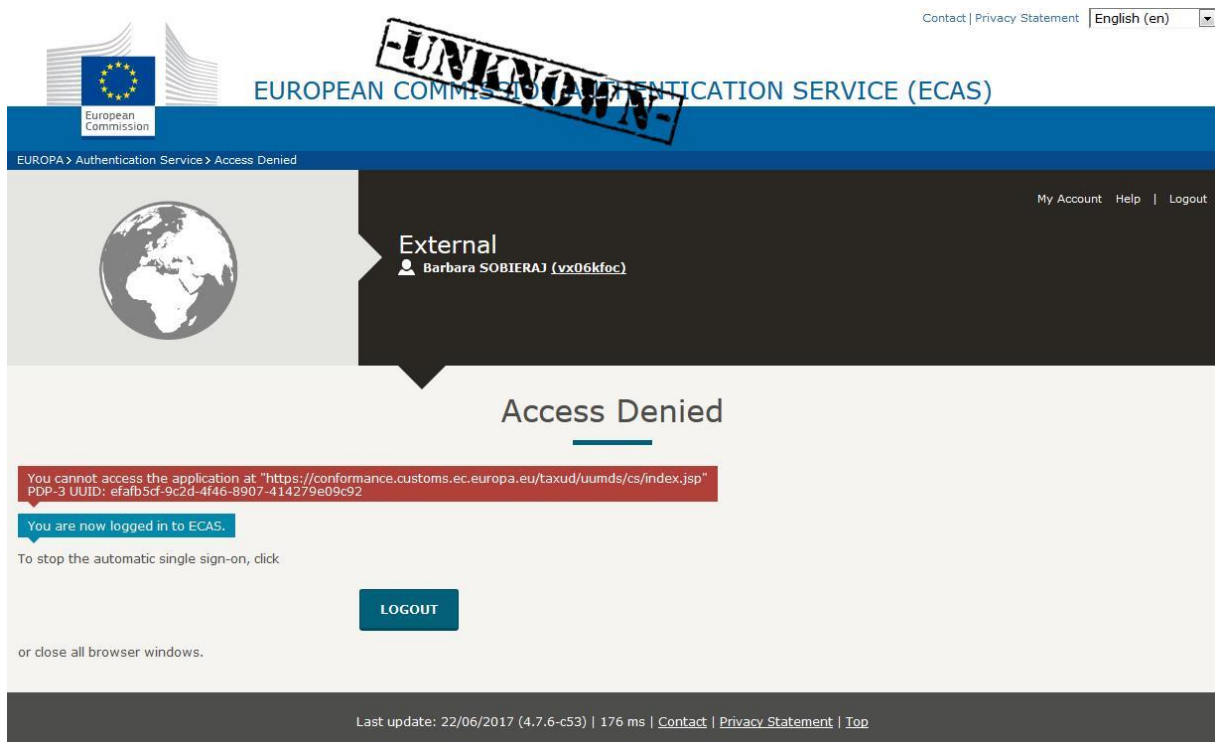 Contact | Privacy Statement English (en)
-UNKNOWN-
EUROPEAN COMMISSION AUTHENTICATION SERVICE (ECAS)
European
Commission
EUROPA > Authentication Service > Access Denied
My Account Help | Logout
External
Barbara SOBIERAJ (vx06kfoc)
Access Denied
You cannot access the application at "https://conformance.customs.ec.europa.eu/taxud/uumds/cs/index.jsp"
PDP-3 UUID: efafb5cf-9c2d-4f46-8907-414279e09c92
You are now logged in to ECAS.
To stop the automatic single sign-on, click
LOGOUT
or close all browser windows.
Last update: 22/06/2017 (4.7.6-c53) | 176 ms | Contact | Privacy Statement | Top